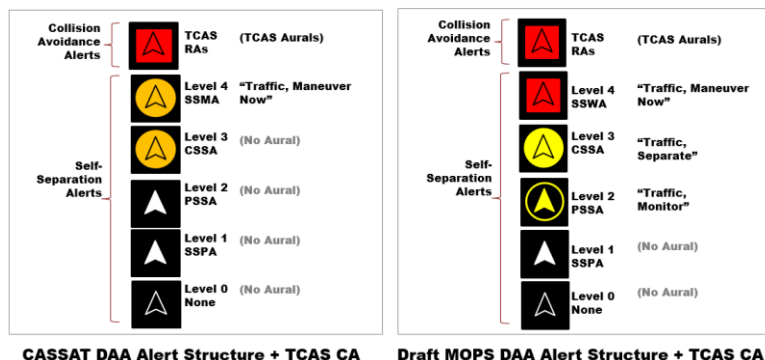 Collision
Avoidance
Alerts
TCAS
RAs
(TCAS Aurals)
Self-
Separation
Alerts
Level 4
SSMA
“Traffic, Maneuver
Now”
Level 3
CSSA
(No Aural)
Level 2
PSSA
(No Aural)
Level 1
SSPA
(No Aural)
Level 0
None
(No Aural)
CASSAT DAA Alert Structure + TCAS CA
Collision
Avoidance
Alerts
TCAS
RAs
(TCAS Aurals)
Self-
Separation
Alerts
Level 4
SSWA
“Traffic, Maneuver
Now”
Level 3
CSSA
“Traffic,
Separate”
Level 2
PSSA
“Traffic,
Monitor”
Level 1
SSPA
(No Aural)
Level 0
None
(No Aural)
Draft MOPS DAA Alert Structure + TCAS CA